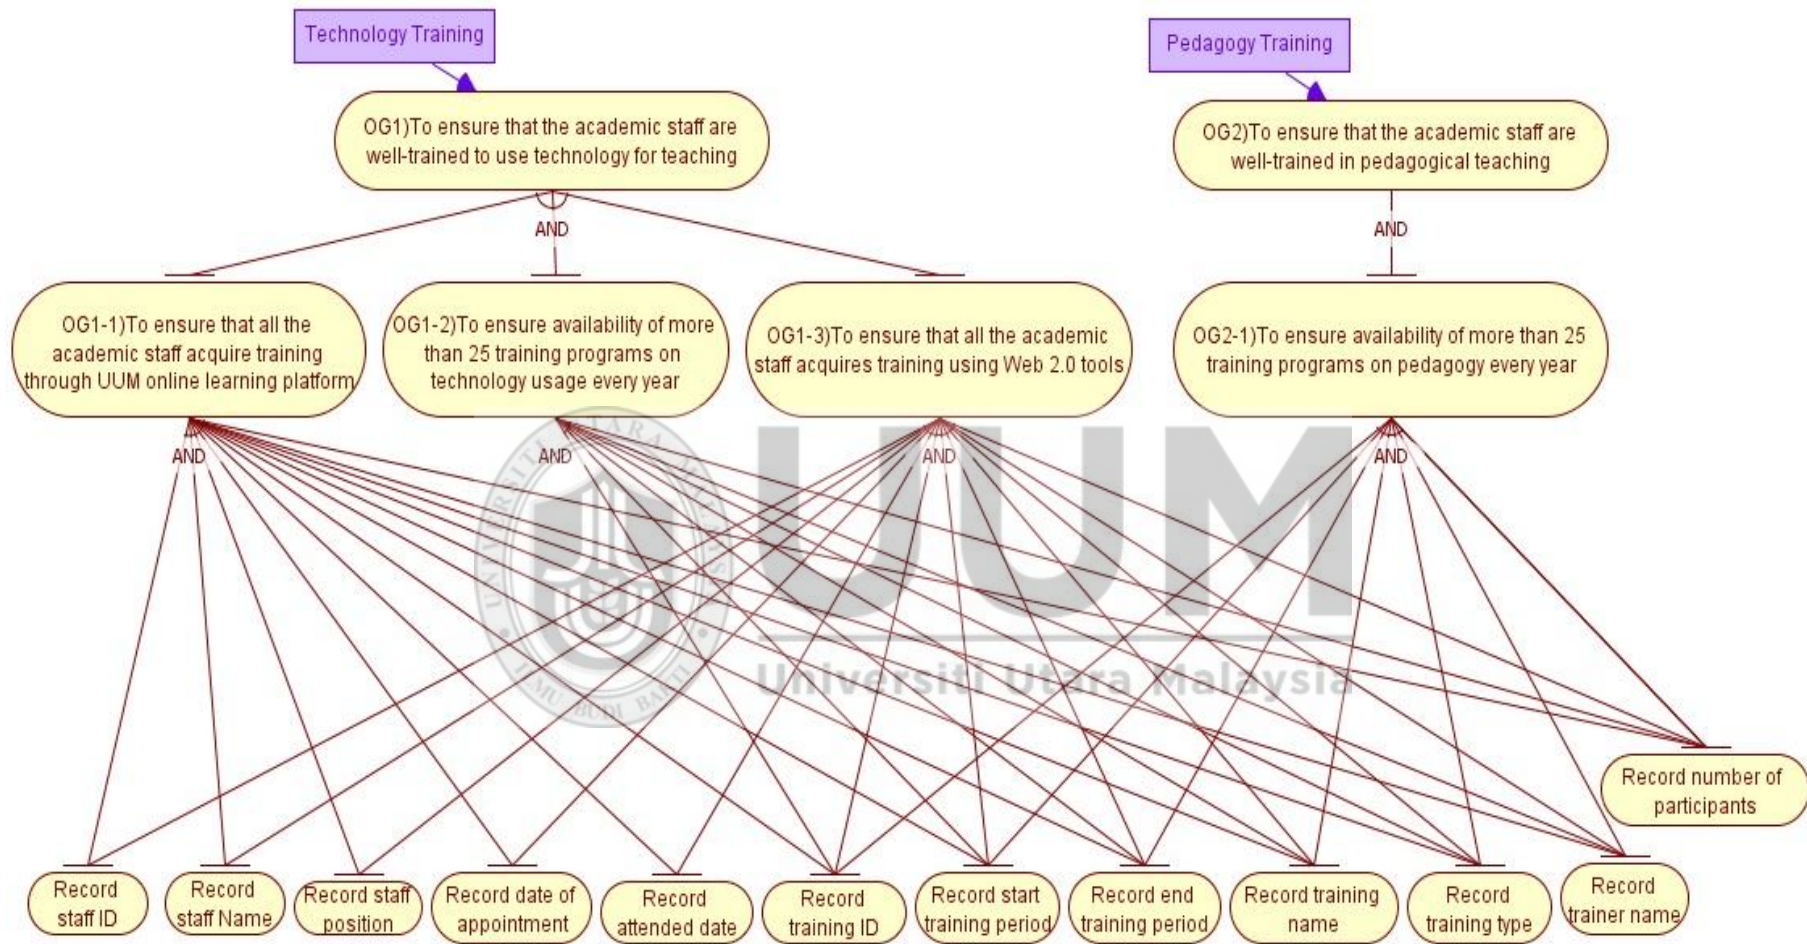 Technology Training
Pedagogy Training
OG1)To ensure that the academic staff are
well-trained to use technology for teaching
OG2)To ensure that the academic staff are
well-trained in pedagogical teaching
AND
AND
OG1-1)To ensure that all the
academic staff acquire training
through UUM online learning platform
OG1-2)To ensure availability of more
than 25 training programs on
technology usage every year
OG1-3)To ensure that all the academic
staff acquires training using Web 2.0 tools
OG2-1)To ensure availability of more than 25
training programs on pedagogy every year
AND
AND
AND
AND
UNIVERSITI UTARA MALAYSIA
ILMU BUDI BAKTI
UUM
Universiti Utara Malaysia
Record number of
participants
Record
staff ID
Record
staff Name
Record staff
position
Record date of
appointment
Record
attended date
Record
training ID
Record start
training period
Record end
training period
Record training
name
Record
training type
Record
trainer name